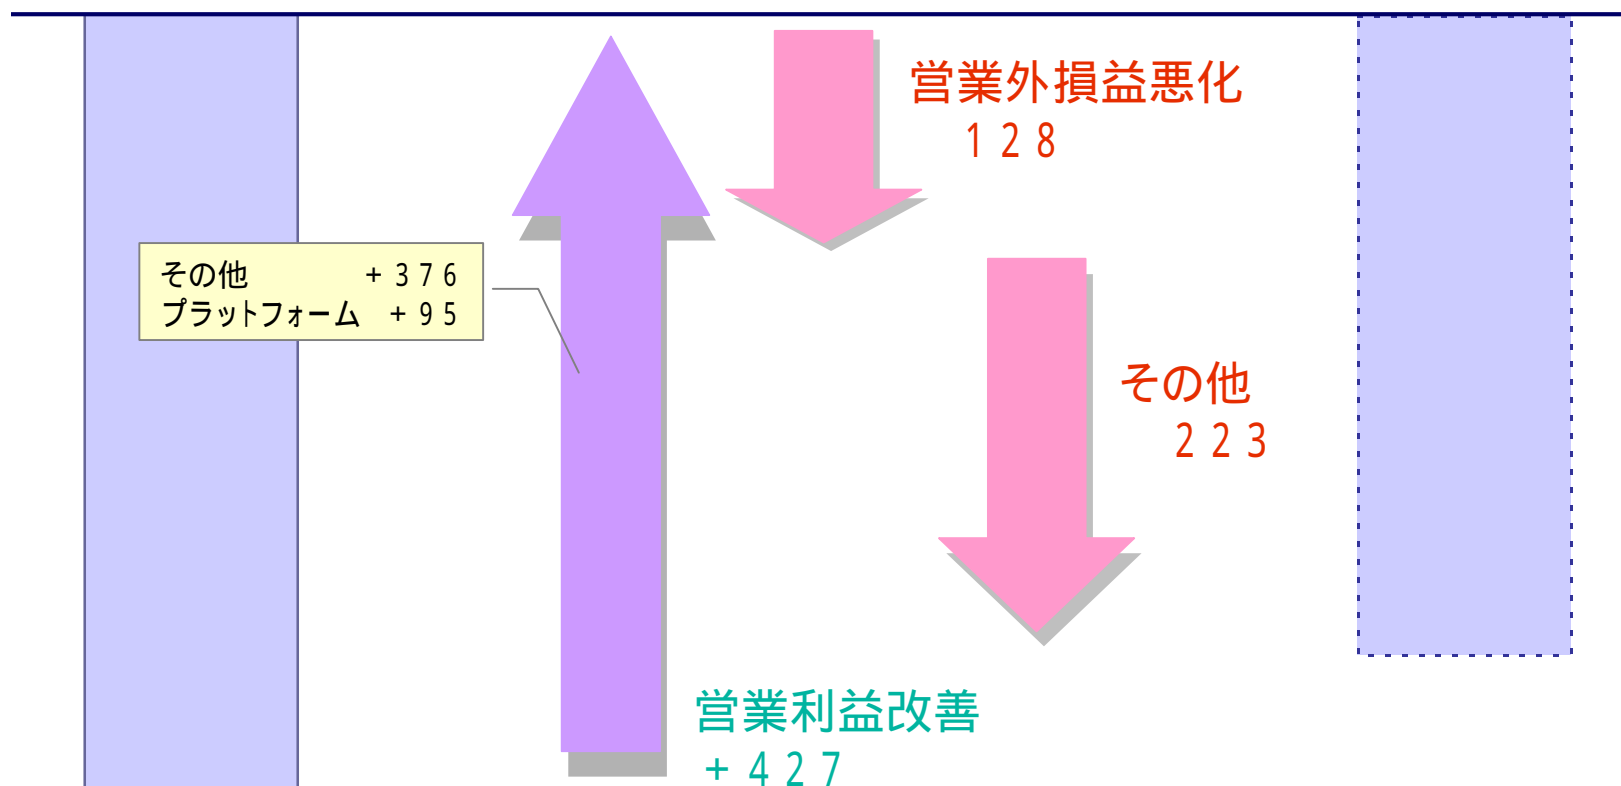 営業外損益悪化
128
その他 +376
プラットフォーム +95
その他
223
営業利益改善
+427